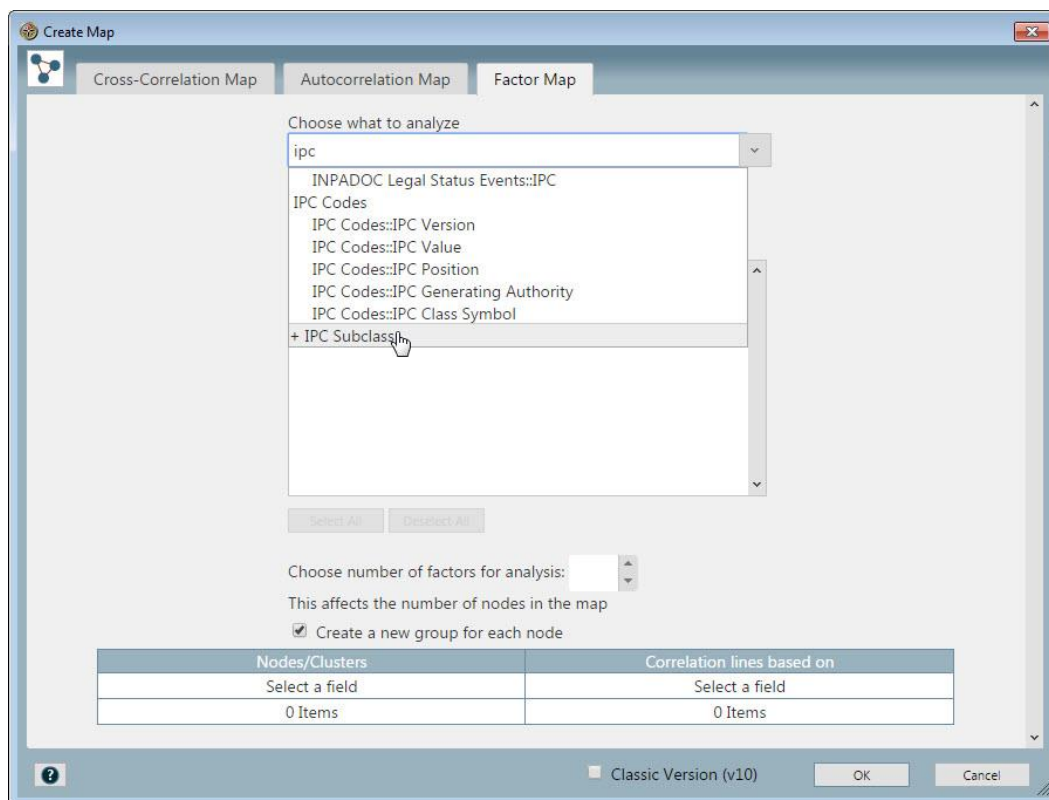 Create Map
Cross-Correlation Map
Autocorrelation Map
Factor Map
Choose what to analyze
ipc
INPADOC Legal Status Events::IPC
IPC Codes
IPC Codes::IPC Version
IPC Codes::IPC Value
IPC Codes::IPC Position
IPC Codes::IPC Generating Authority
IPC Codes::IPC Class Symbol
+ IPC Subclass
Select All
Deselect All
Choose number of factors for analysis:
This affects the number of nodes in the map
Create a new group for each node
Nodes/Clusters
Correlation lines based on
Select a field
Select a field
0 Items
0 Items
?
Classic Version (v10)
OK
Cancel